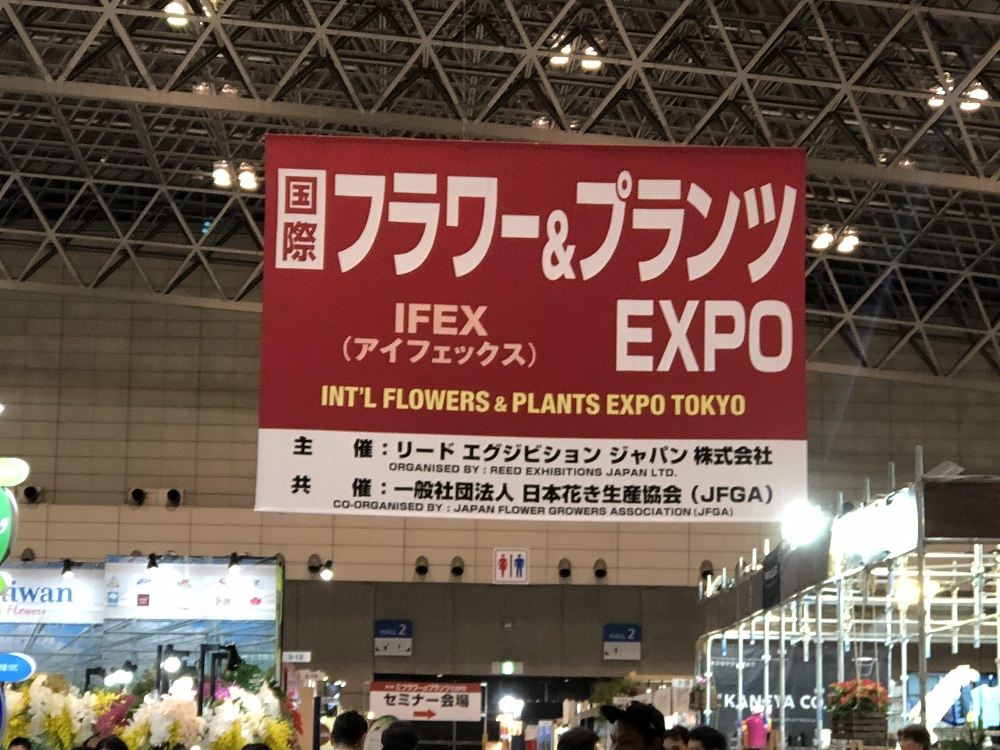 国際 フラワー&プランツ
EXPO
IFEX
（アイフェックス）
INT'L FLOWERS & PLANTS EXPO TOKYO
主 催：リード エグジビション ジャパン 株式会社
ORGANISED BY : REED EXHIBITIONS JAPAN LTD.
共 催：一般社団法人 日本花き生産協会（JFGA）
CO-ORGANISED BY : JAPAN FLOWER GROWERS ASSOCIATION (JFGA)
aiwan
Flowers
HALL 2
HALL 2
セミナー会場
KANEYA CO